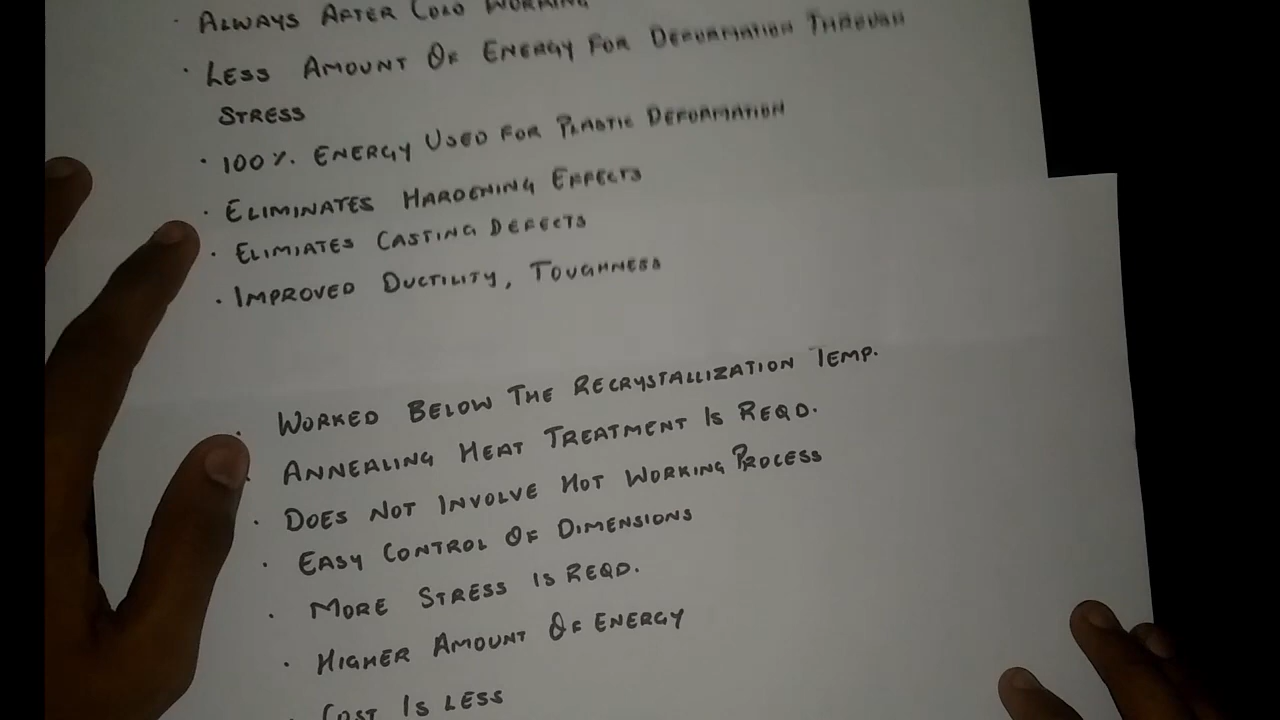 · ALWAYS AFTER COLD WORKING
· LESS AMOUNT OF ENERGY FOR DEFORMATION THROUGH
STRESS
· 100%. ENERGY USED FOR PLASTIC DEFORMATION
· ELIMINATES HARDENING EFFECTS
· ELIMIATES CASTING DEFECTS
· IMPROVED DUCTILITY, TOUGHNESS
· WORKED BELOW THE RECRYSTALLIZATION TEMP.
· ANNEALING HEAT TREATMENT IS REQD.
· DOES NOT INVOLVE HOT WORKING PROCESS
· EASY CONTROL OF DIMENSIONS
· MORE STRESS IS REQD.
· HIGHER AMOUNT OF ENERGY
· COST IS LESS